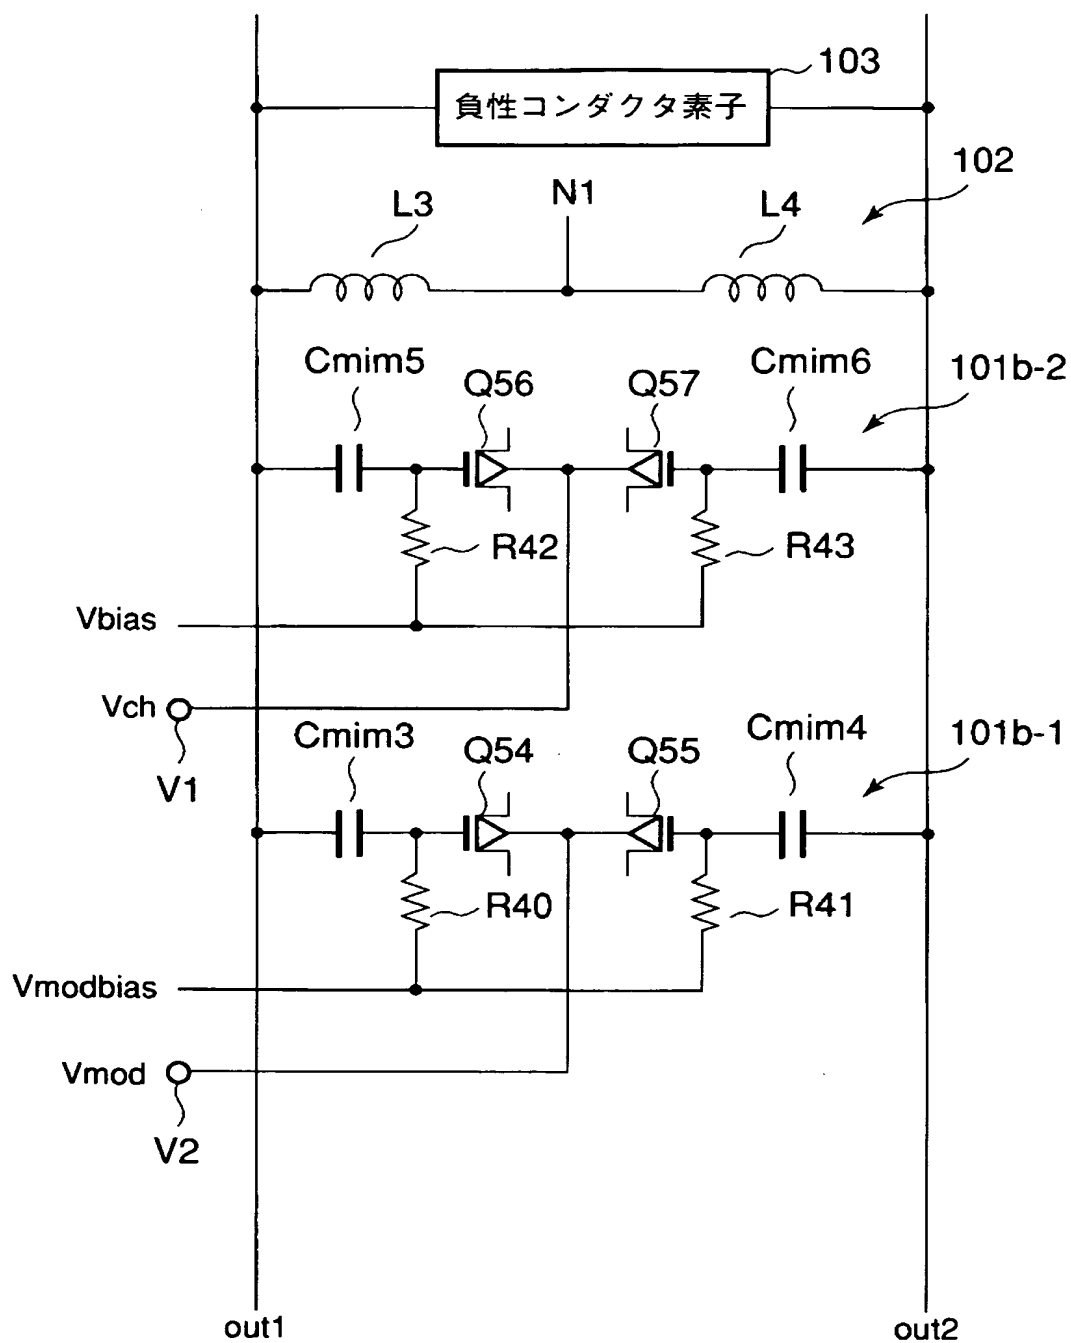 103
負性コンダクタ素子
102
N1
L3
L4
Cmim5
Q56
Q57
Cmim6
101b-2
R42
R43
Vbias
Vch
V1
Cmim3
Q54
Q55
Cmim4
101b-1
R40
R41
Vmodbias
Vmod
V2
out1
out2